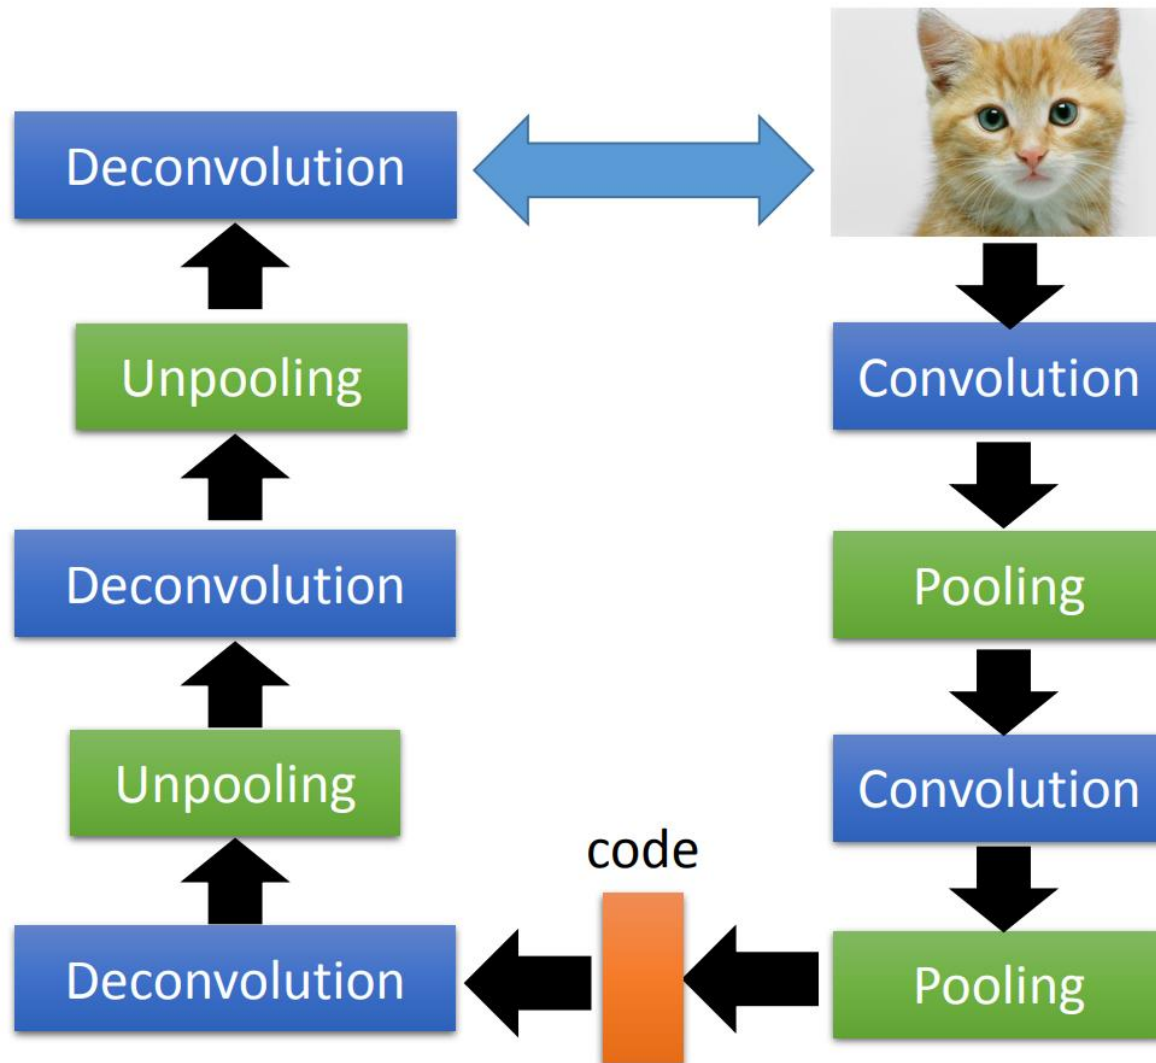 Deconvolution
Unpooling
Convolution
Deconvolution
Pooling
Unpooling
Convolution
code
Deconvolution
Pooling